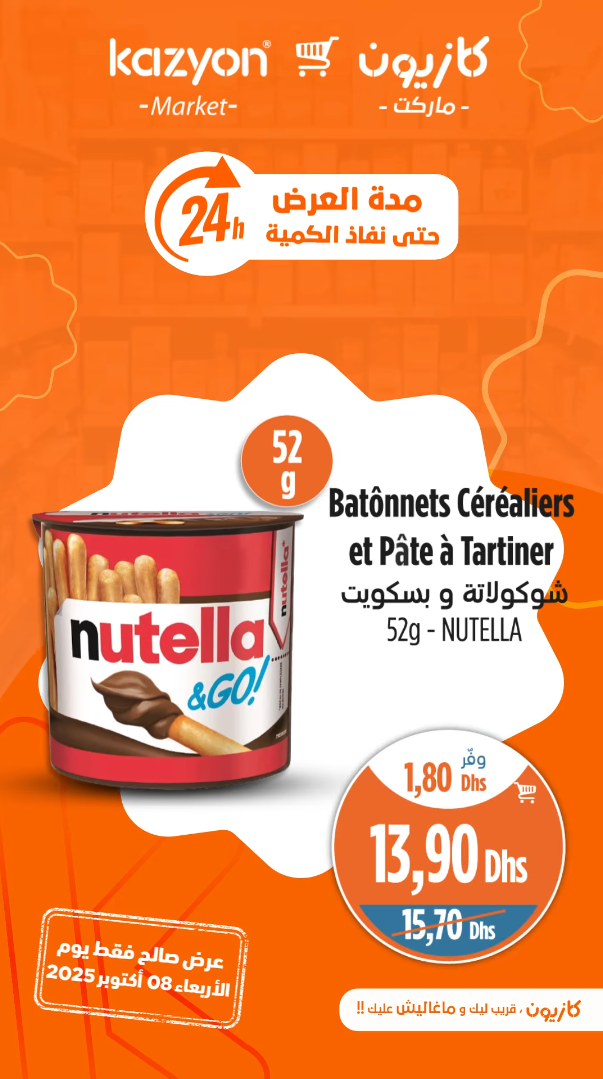 kazyon®
-Market-
كازيون
- ماركت -
24h
مدة العرض
حتى نفاذ الكمية
52
g
Batônnets Céréaliers
et Pâte à Tartiner
شوكولاتة و بسكويت
52g - NUTELLA
nutella
nutella
&GO!
وفّر
1,80 Dhs
13,90 Dhs
15,70 Dhs
عرض صالح فقط يوم
الأربعاء 08 أكتوبر 2025
كازيون ، قريب ليك و ماغاليش عليك !!